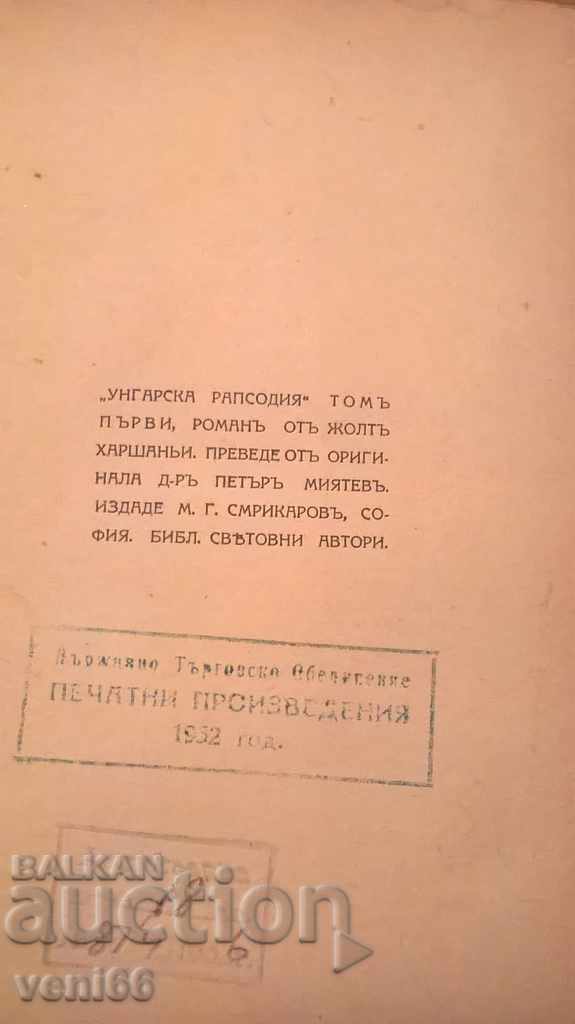 „УНГАРСКА РАПСОДИЯ" ТОМЪ
ПЪРВИ, РОМАНЪ ОТЪ ЖОЛТЪ
ХАРШАНЬИ. ПРЕВЕДЕ ОТЪ ОРИГИ-
НАЛА Д-РЪ ПЕТЪРЪ МИЯТЕВЪ.
ИЗДАДЕ М. Г. СМРИКАРОВЪ, СО-
ФИЯ. БИБЛ. СВѢТОВНИ АВТОРИ.
Държавно Търговско Обединение
ПЕЧАТНИ ПРОИЗВЕДЕНИЯ
1952 год.
BALKAN
auction
veni66